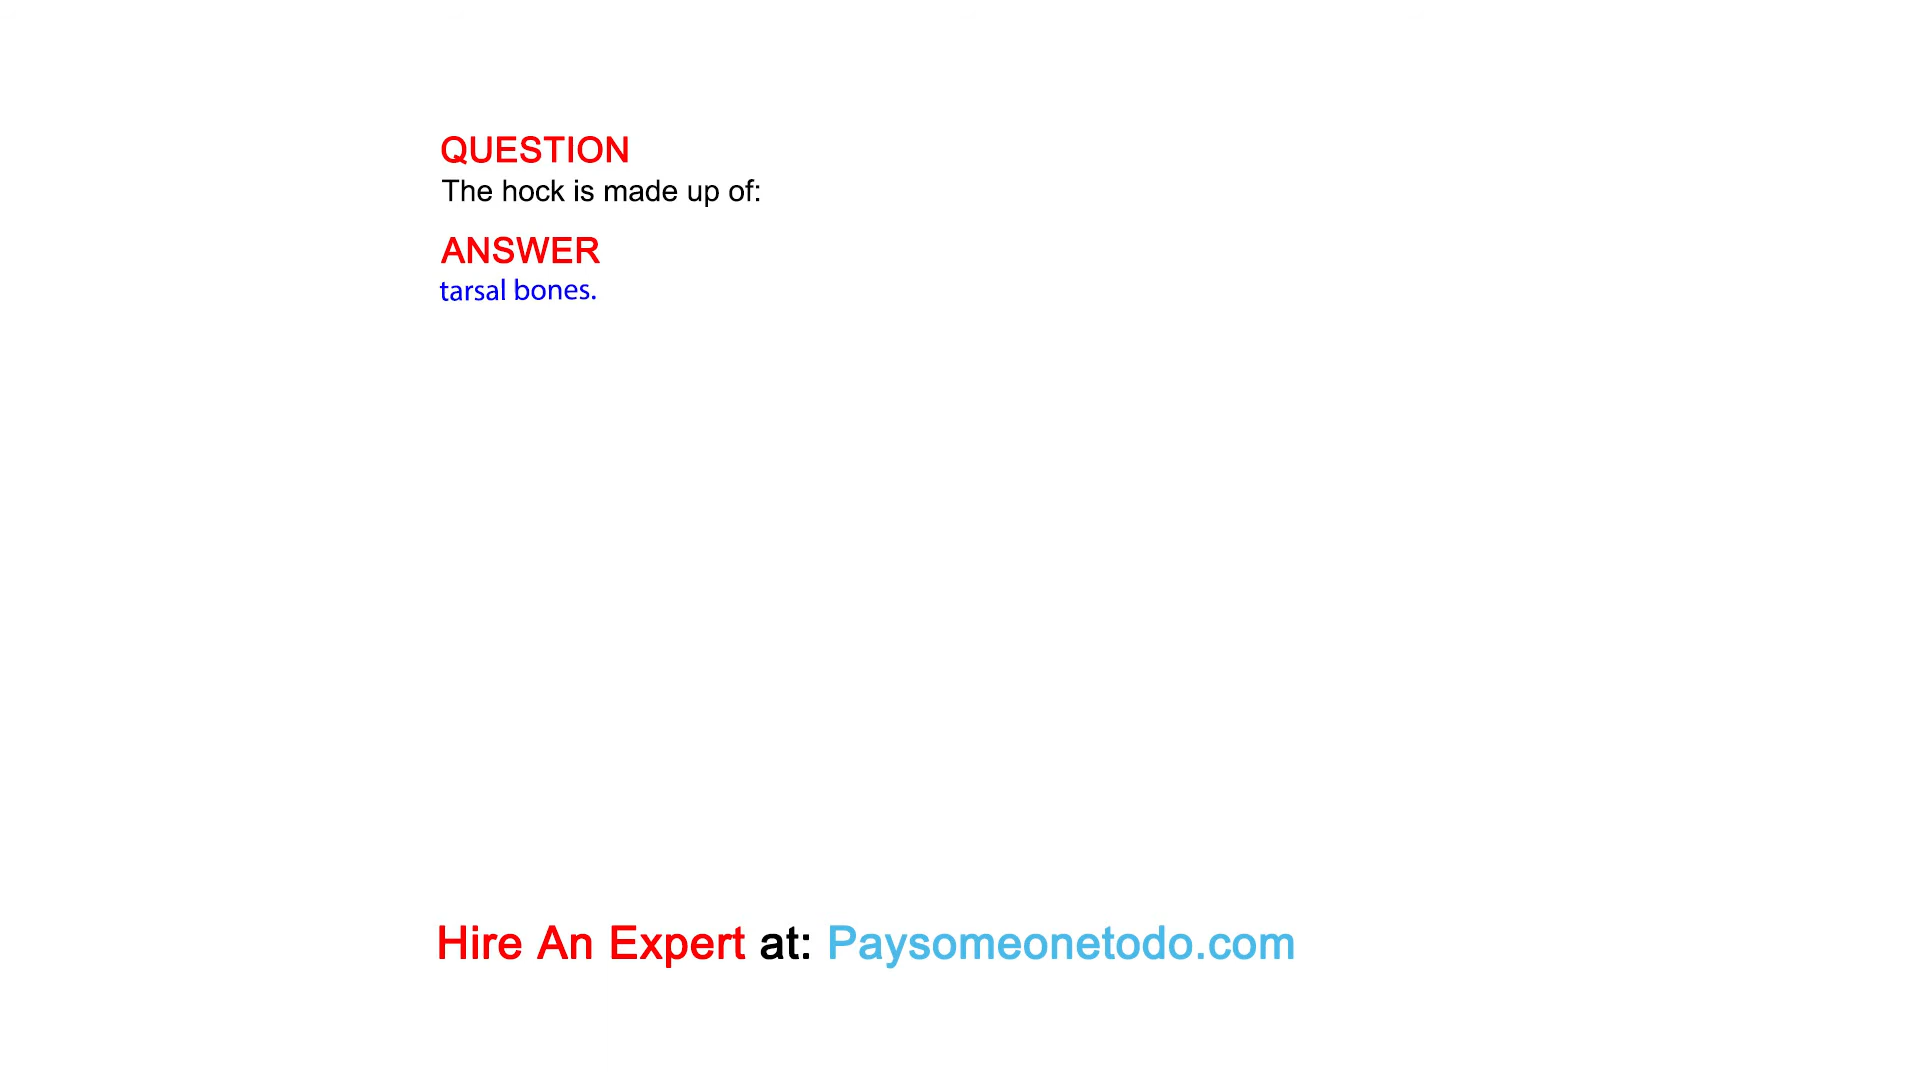 QUESTION
The hock is made up of:
ANSWER
tarsal bones.
Hire An Expert at: Paysomeonetodo.com